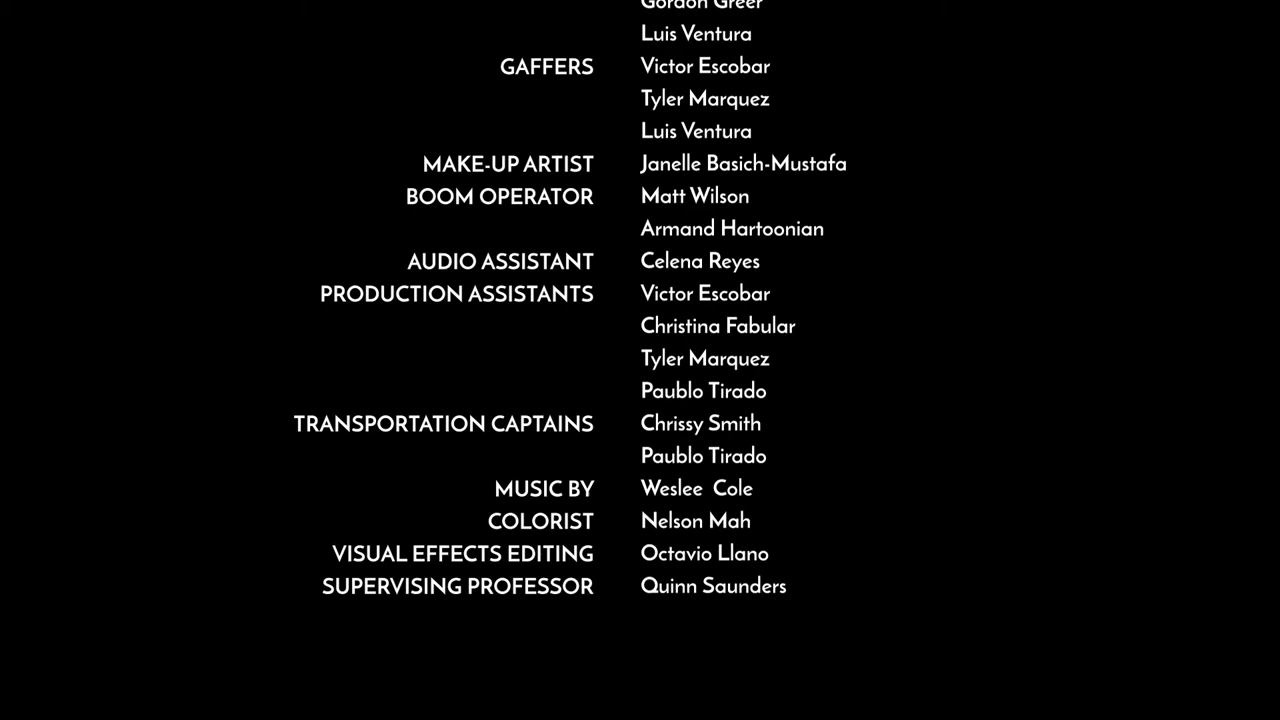 Gordon Greer
Luis Ventura
GAFFERS Victor Escobar
Tyler Marquez
Luis Ventura
MAKE-UP ARTIST Janelle Basich-Mustafa
BOOM OPERATOR Matt Wilson
Armand Hartoonian
AUDIO ASSISTANT Celena Reyes
PRODUCTION ASSISTANTS Victor Escobar
Christina Fabular
Tyler Marquez
Paublo Tirado
TRANSPORTATION CAPTAINS Chrissy Smith
Paublo Tirado
MUSIC BY Weslee Cole
COLORIST Nelson Mah
VISUAL EFFECTS EDITING Octavio Llano
SUPERVISING PROFESSOR Quinn Saunders